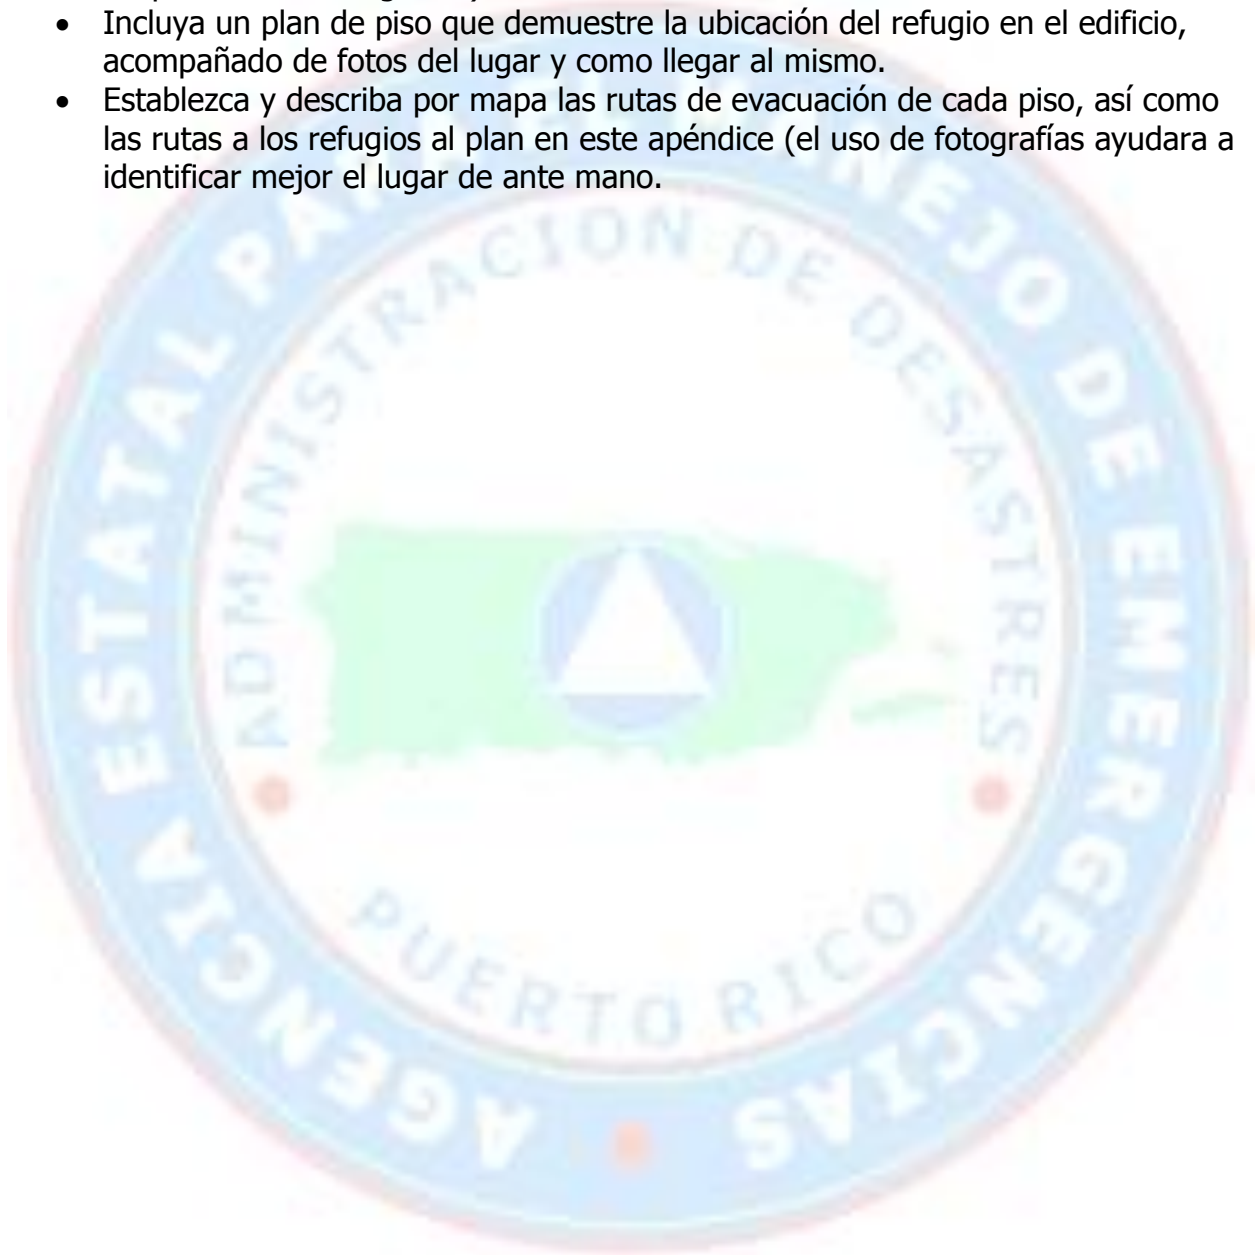 • Incluya un plan de piso que demuestre la ubicación del refugio en el edificio,
acompañado de fotos del lugar y como llegar al mismo.
• Establezca y describa por mapa las rutas de evacuación de cada piso, así como
las rutas a los refugios al plan en este apéndice (el uso de fotografías ayudara a
identificar mejor el lugar de ante mano.
AGENCIA ESTATAL PARA EL MANEJO DE EMERGENCIAS
ADMINISTRACION DE DESASTRES
PUERTO RICO